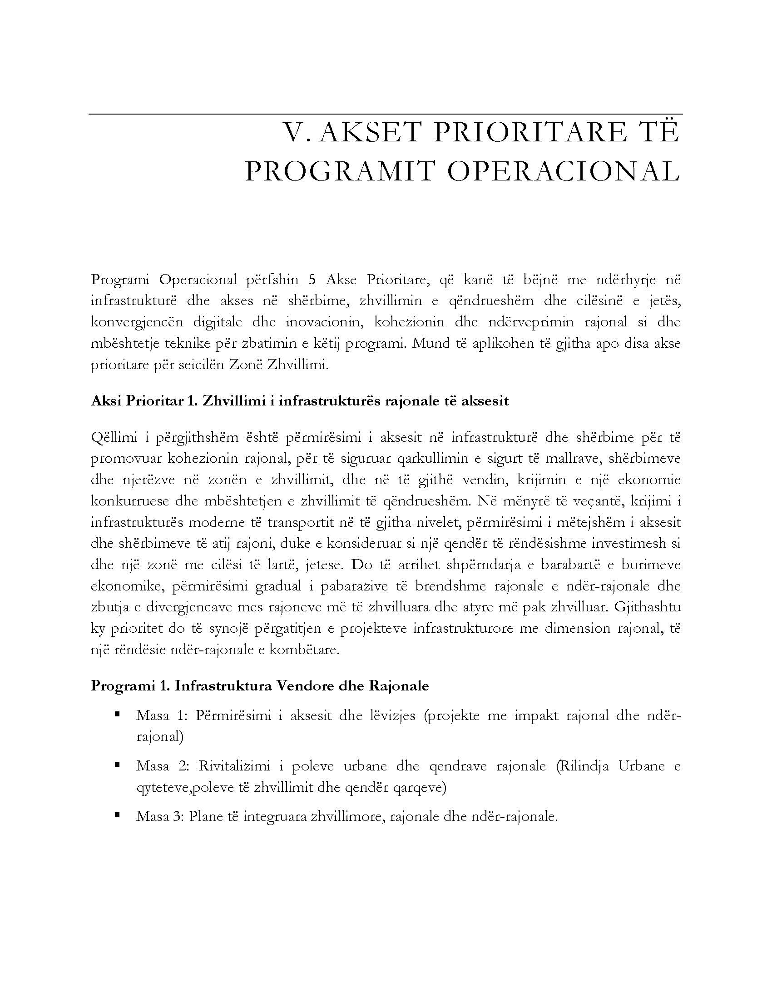 V. AKSET PRIORITARE TË
PROGRAMIT OPERACIONAL
Programi Operacional përfshin 5 Akse Prioritare, që kanë të bëjnë me ndërhyrje në
infrastrukturë dhe akses në shërbime, zhvillimin e qëndrueshëm dhe cilësinë e jetës,
konvergjencën digjitale dhe inovacionin, kohezionin dhe ndërveprimin rajonal si dhe
mbështetje teknike për zbatimin e këtij programi. Mund të aplikohen të gjitha apo disa akse
prioritare për seicilën Zonë Zhvillimi.
Aksi Prioritar 1. Zhvillimi i infrastrukturës rajonale të aksesit
Qëllimi i përgjithshëm është përmirësimi i aksesit në infrastrukturë dhe shërbime për të
promovuar kohezionin rajonal, për të siguruar qarkullimin e sigurt të mallrave, shërbimeve
dhe njerëzve në zonën e zhvillimit, dhe në të gjithë vendin, krijimin e një ekonomie
konkurruese dhe mbështetjen e zhvillimit të qëndrueshëm. Në mënyrë të veçantë, krijimi i
infrastrukturës moderne të transportit në të gjitha nivelet, përmirësimi i mëtejshëm i aksesit
dhe shërbimeve të atij rajoni, duke e konsideruar si një qendër të rëndësishme investimesh si
dhe një zonë me cilësi të lartë, jetese. Do të arrihet shpërndarja e barabartë e burimeve
ekonomike, përmirësimi gradual i pabarazive të brendshme rajonale e ndër-rajonale dhe
zbutja e divergjencave mes rajoneve më të zhvilluara dhe atyre më pak zhvilluar. Gjithashtu
ky prioritet do të synojë përgatitjen e projekteve infrastrukturore me dimension rajonal, të
një rëndësie ndër-rajonale e kombëtare.
Programi 1. Infrastruktura Vendore dhe Rajonale
▪ Masa 1: Përmirësimi i aksesit dhe lëvizjes (projekte me impakt rajonal dhe ndër-
rajonal)
▪ Masa 2: Rivitalizimi i poleve urbane dhe qendrave rajonale (Rilindja Urbane e
qyteteve,poleve të zhvillimit dhe qendër qarqeve)
▪ Masa 3: Plane të integruara zhvillimore, rajonale dhe ndër-rajonale.